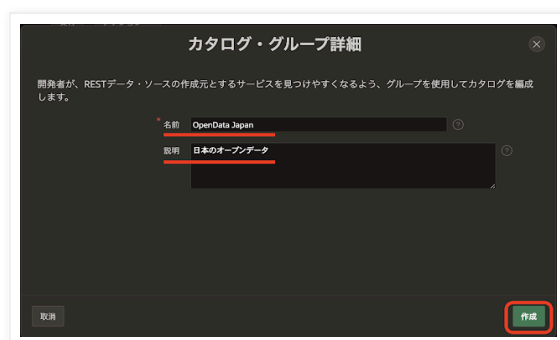 カタログ・グループ詳細
開発者が、RESTデータ・ソースの作成元とするサービスを見つけやすくなるよう、グループを使用してカタログを編成
します。
* 名前 OpenData Japan
説明 日本のオープンデータ
取消 作成